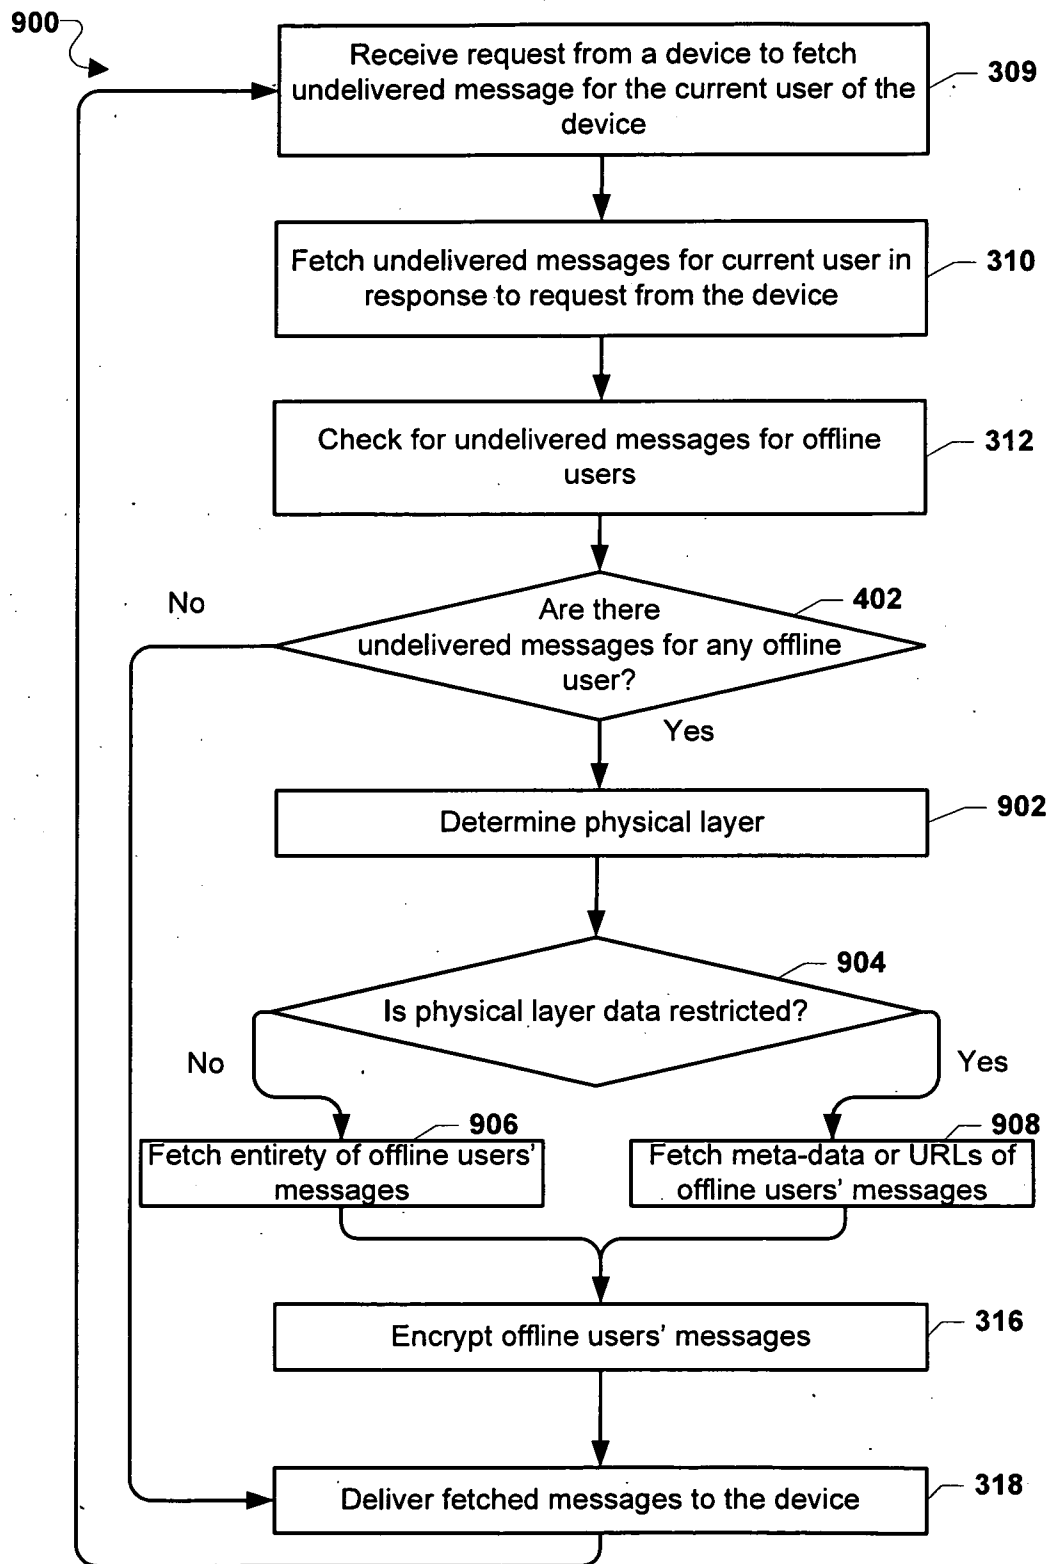 900
Receive request from a device to fetch
undelivered message for the current user of the
device
309
Fetch undelivered messages for current user in
response to request from the device
310
Check for undelivered messages for offline
users
312
No
Are there
undelivered messages for any offline
user?
402
Yes
Determine physical layer
902
Is physical layer data restricted?
904
No
Yes
906
Fetch entirety of offline users'
messages
908
Fetch meta-data or URLs of
offline users' messages
Encrypt offline users' messages
316
Deliver fetched messages to the device
318